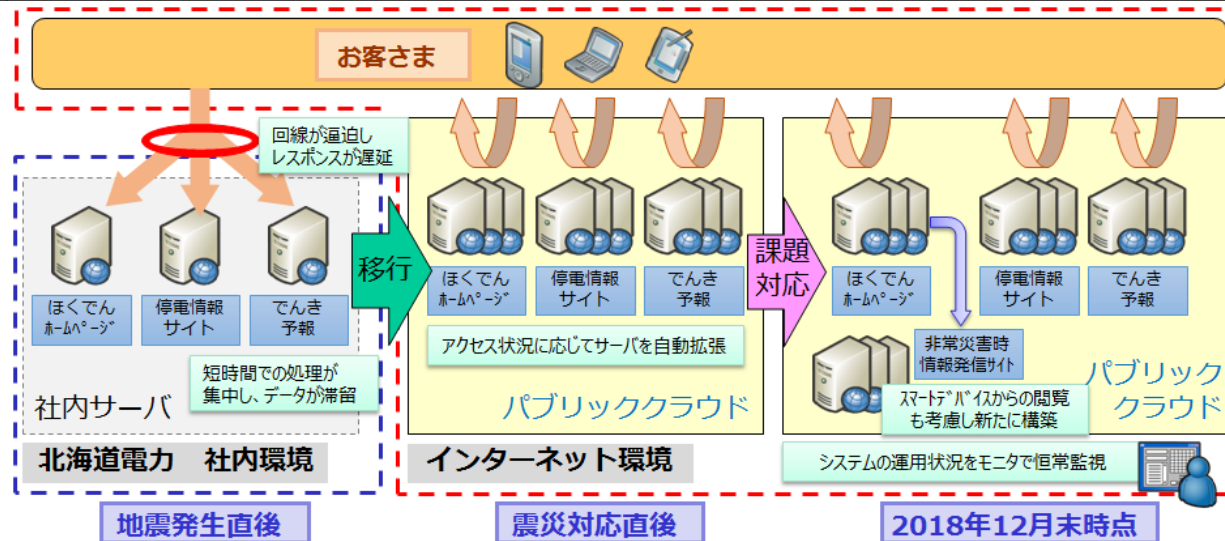 お客さま
回線が逼迫し
レスポンスが遅延
ほくでん
ﾎｰﾑﾍﾟｰｼﾞ
停電情報
サイト
でんき
予報
短時間での処理が
集中し、データが滞留
社内サーバ
北海道電力 社内環境
地震発生直後
移行
ほくでん
ﾎｰﾑﾍﾟｰｼﾞ
停電情報
サイト
でんき
予報
アクセス状況に応じてサーバを自動拡張
パブリッククラウド
インターネット環境
震災対応直後
課題
対応
ほくでん
ﾎｰﾑﾍﾟｰｼﾞ
停電情報
サイト
でんき
予報
非常災害時
情報発信ｻｲﾄ
ｽﾏｰﾄﾃﾞﾊﾞｲｽからの閲覧
も考慮し新たに構築
パブリック
クラウド
システムの運用状況をモニタで恒常監視
2018年12月末時点